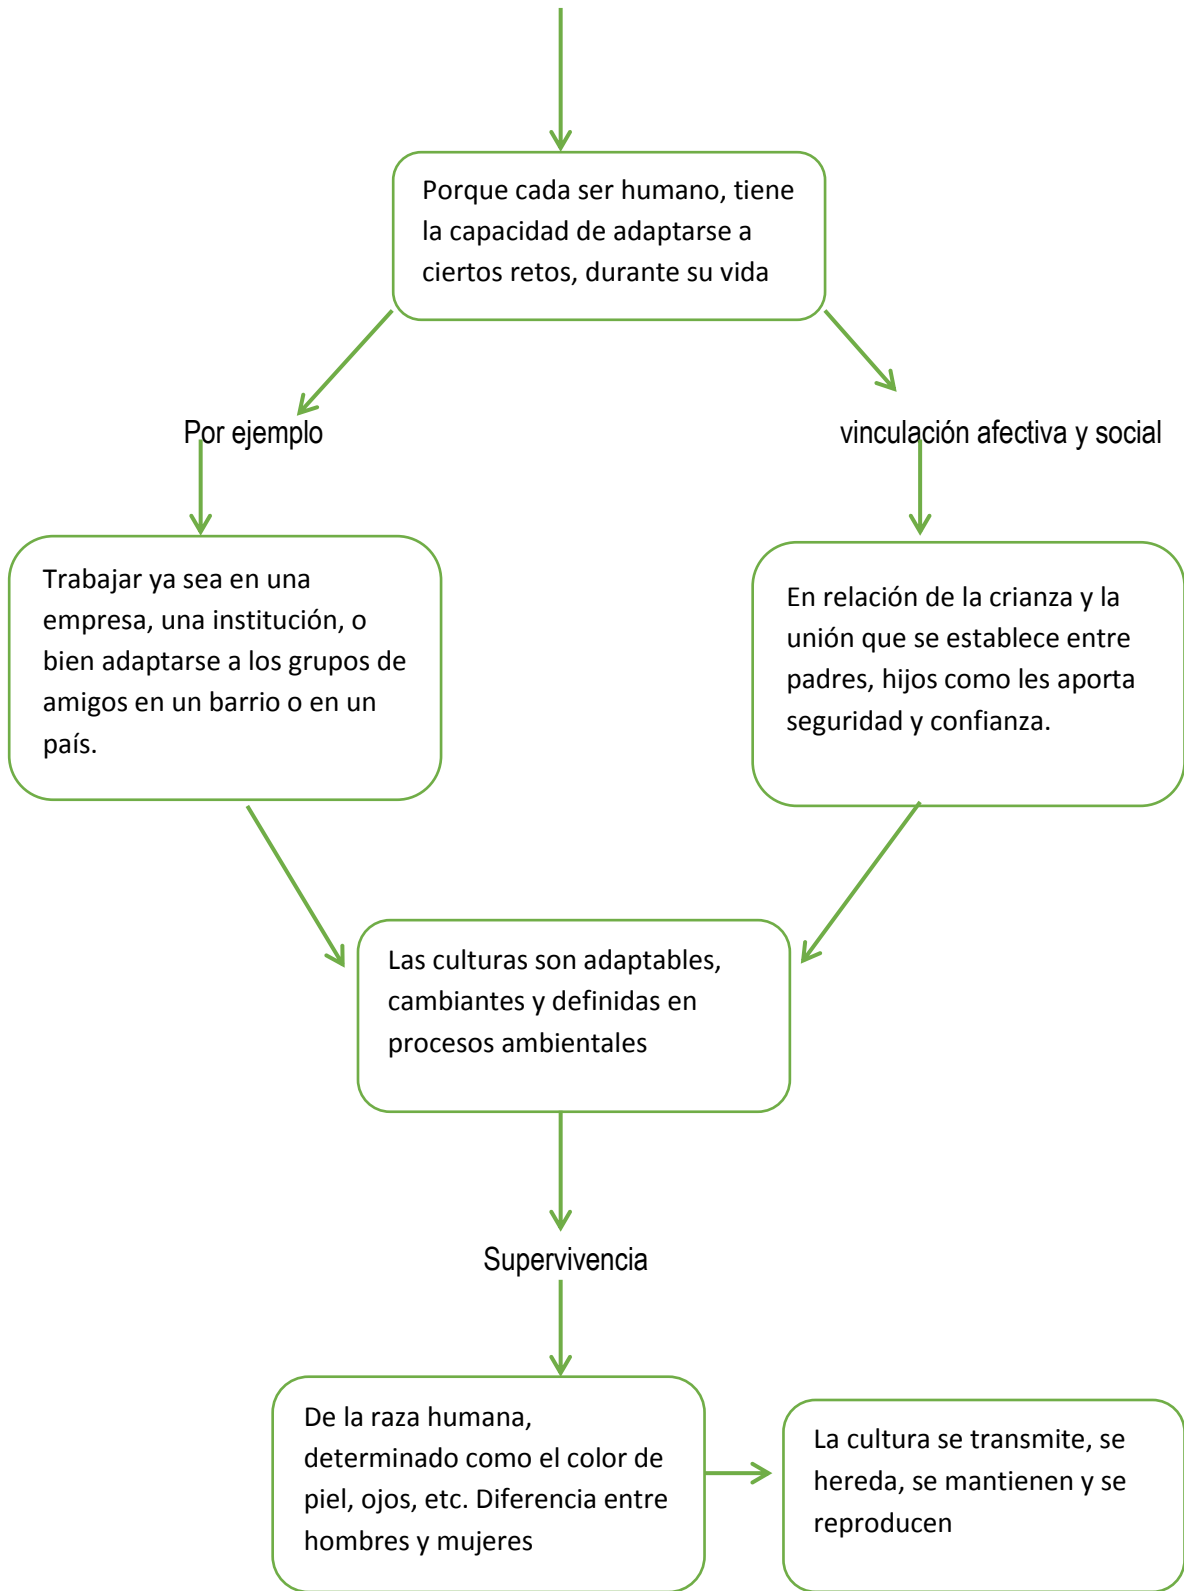 Porque cada ser humano, tiene
la capacidad de adaptarse a
ciertos retos, durante su vida
Por ejemplo
vinculación afectiva y social
Trabajar ya sea en una
empresa, una institución, o
bien adaptarse a los grupos de
amigos en un barrio o en un
país.
En relación de la crianza y la
unión que se establece entre
padres, hijos como les aporta
seguridad y confianza.
Las culturas son adaptables,
cambiantes y definidas en
procesos ambientales
Supervivencia
De la raza humana,
determinado como el color de
piel, ojos, etc. Diferencia entre
hombres y mujeres
La cultura se transmite, se
hereda, se mantienen y se
reproducen